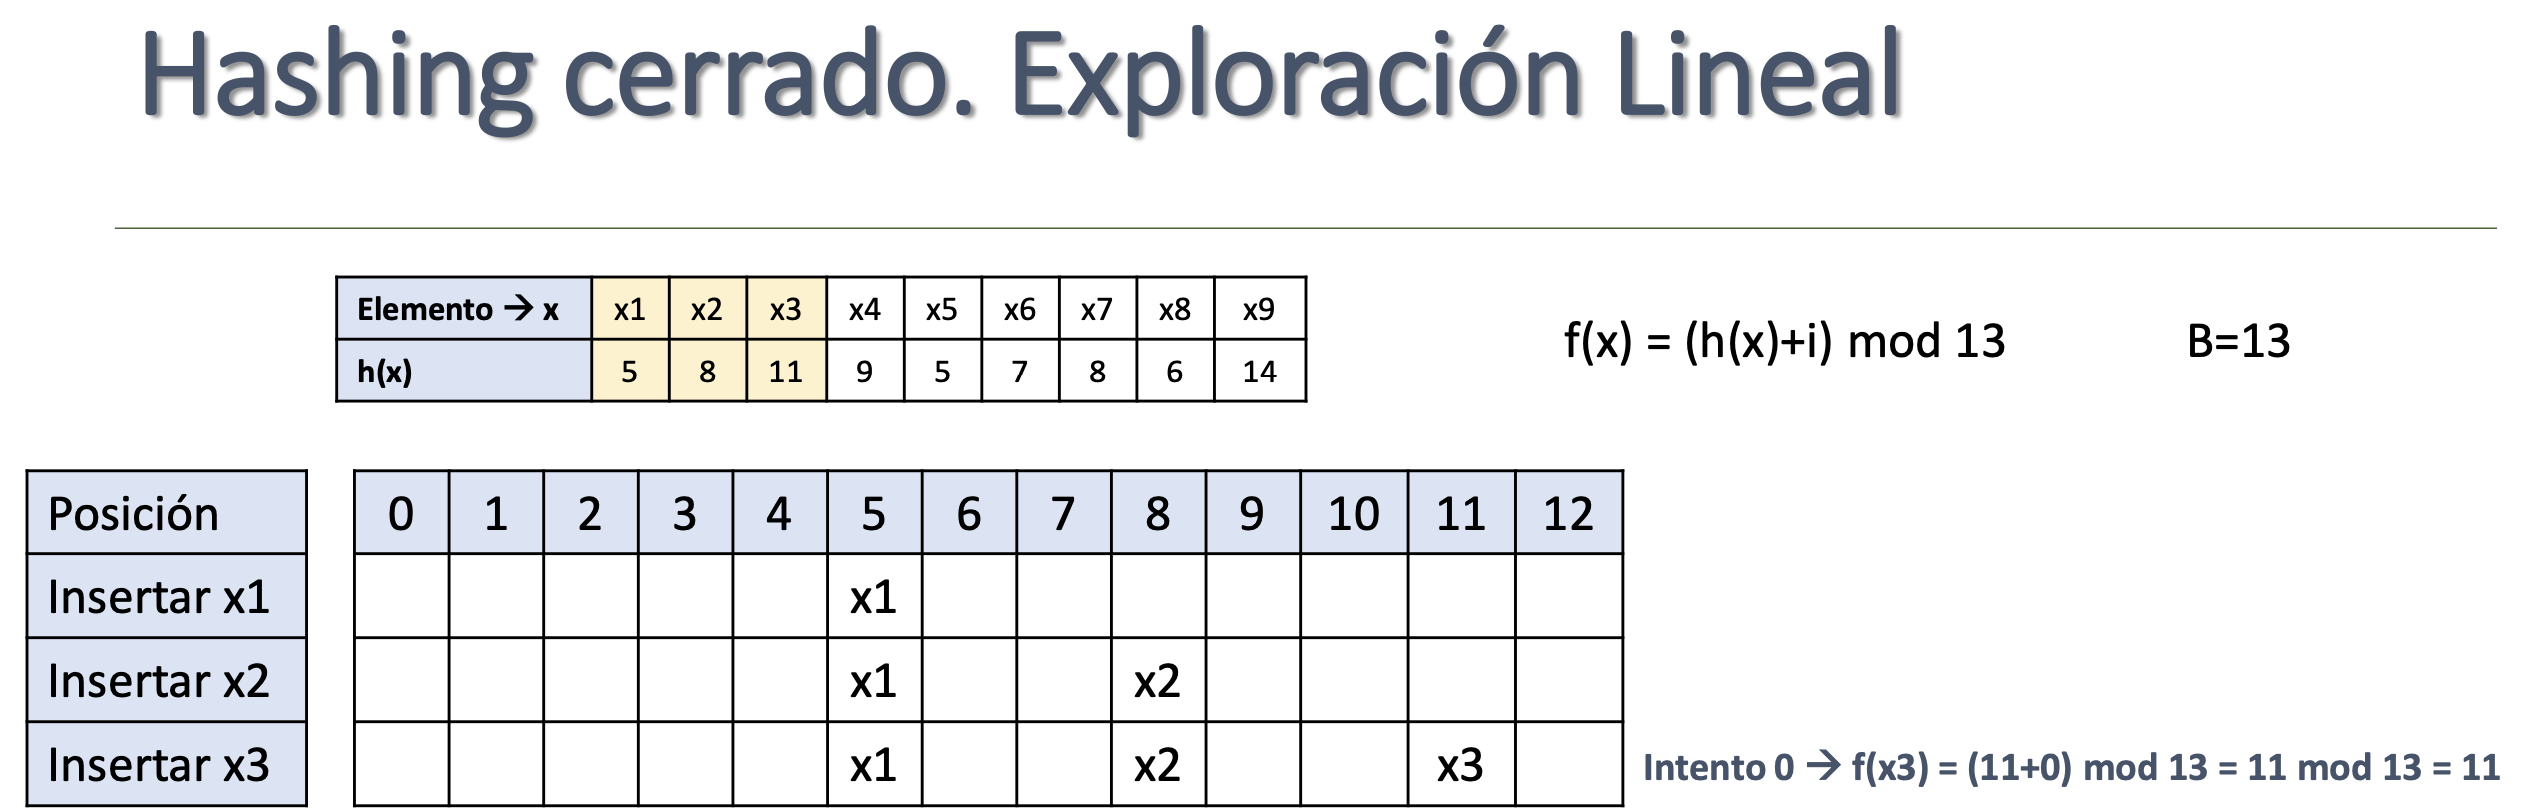 Hashing cerrado. Exploración Lineal
Elemento → x x1 x2 x3 x4 x5 x6 x7 x8 x9
h(x) 5 8 11 9 5 7 8 6 14
f(x) = (h(x)+i) mod 13 B=13
Posición 0 1 2 3 4 5 6 7 8 9 10 11 12
Insertar x1 x1
Insertar x2 x1 x2
Insertar x3 x1 x2 x3 Intento 0 → f(x3) = (11+0) mod 13 = 11 mod 13 = 11